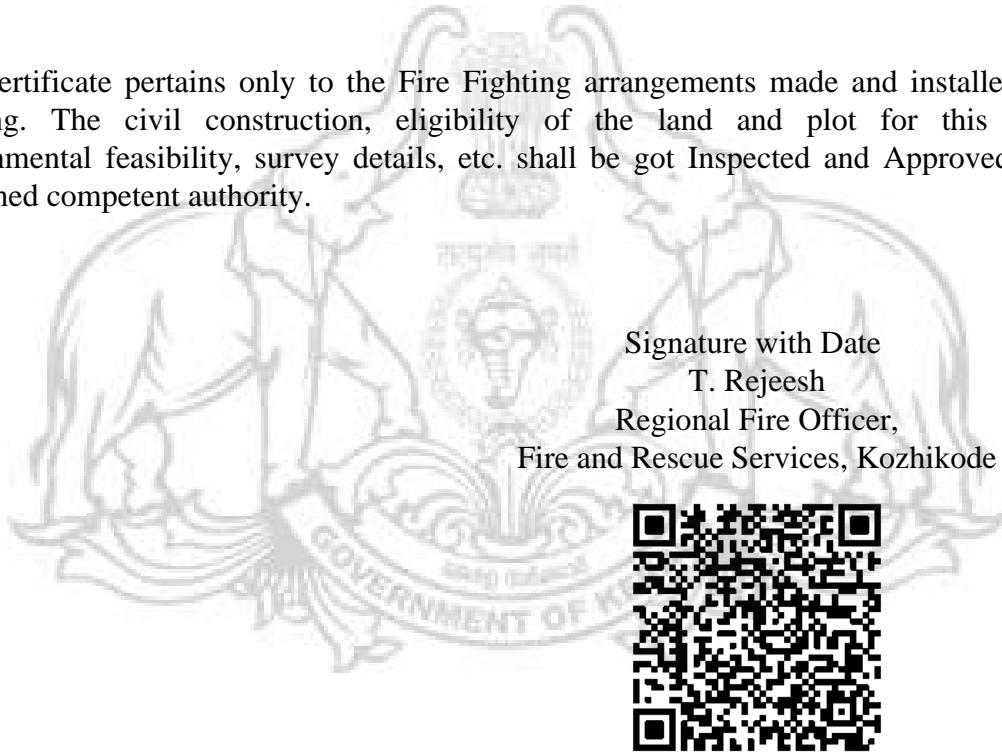 ertificate pertains only to the Fire Fighting arrangements made and installe
ng. The civil construction, eligibility of the land and plot for this
nmental feasibility, survey details, etc. shall be got Inspected and Approved
ned competent authority.
Signature with Date
T. Rejeesh
Regional Fire Officer,
Fire and Rescue Services, Kozhikode
GOVERNMENT OF